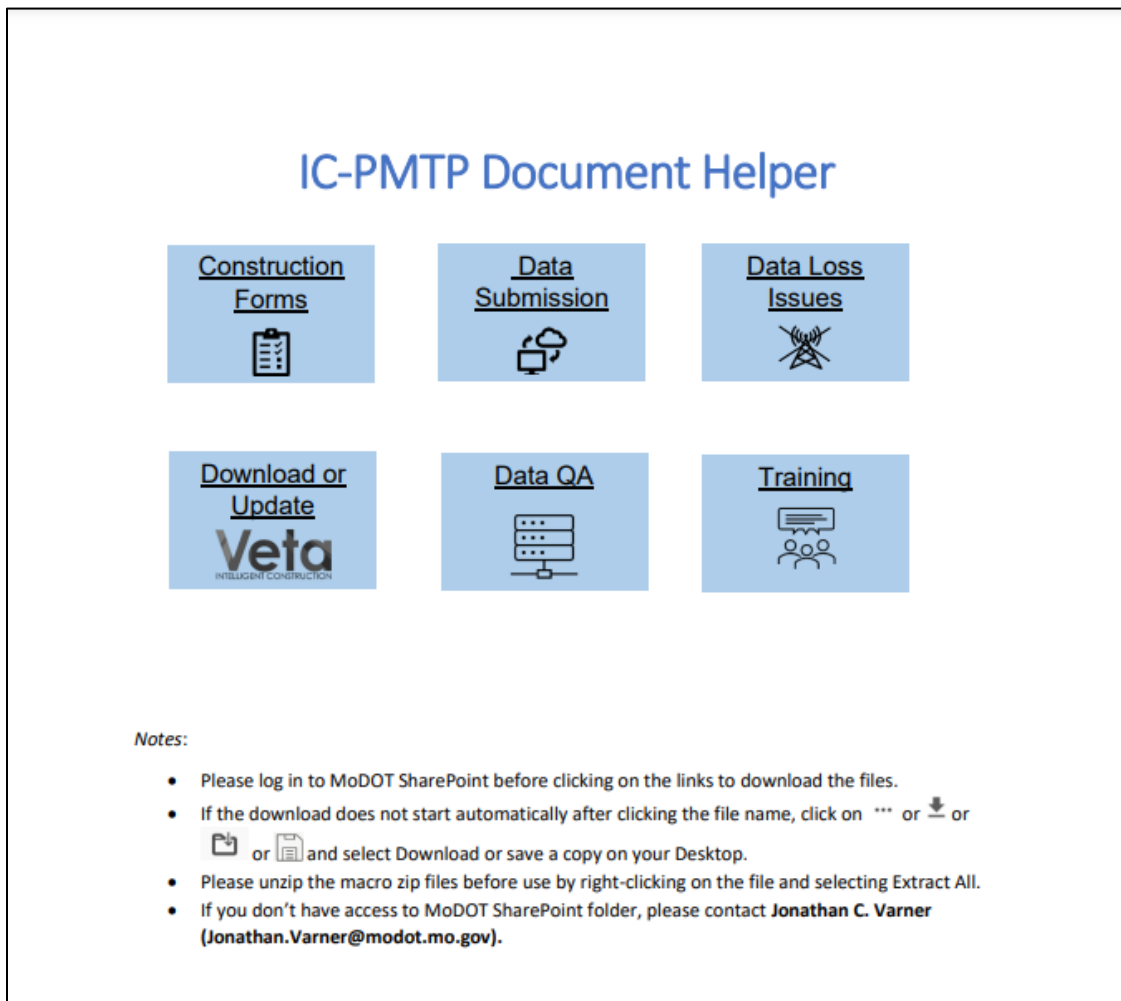 IC-PMTP Document Helper
Construction
Forms
Data
Submission
Data Loss
Issues
Download or
Update
Veta
INTELLIGENT CONSTRUCTION
Data QA
Training
Notes:
• Please log in to MoDOT SharePoint before clicking on the links to download the files.
• If the download does not start automatically after clicking the file name, click on ··· or or
or and select Download or save a copy on your Desktop.
• Please unzip the macro zip files before use by right-clicking on the file and selecting Extract All.
• If you don’t have access to MoDOT SharePoint folder, please contact Jonathan C. Varner
(Jonathan.Varner@modot.mo.gov).